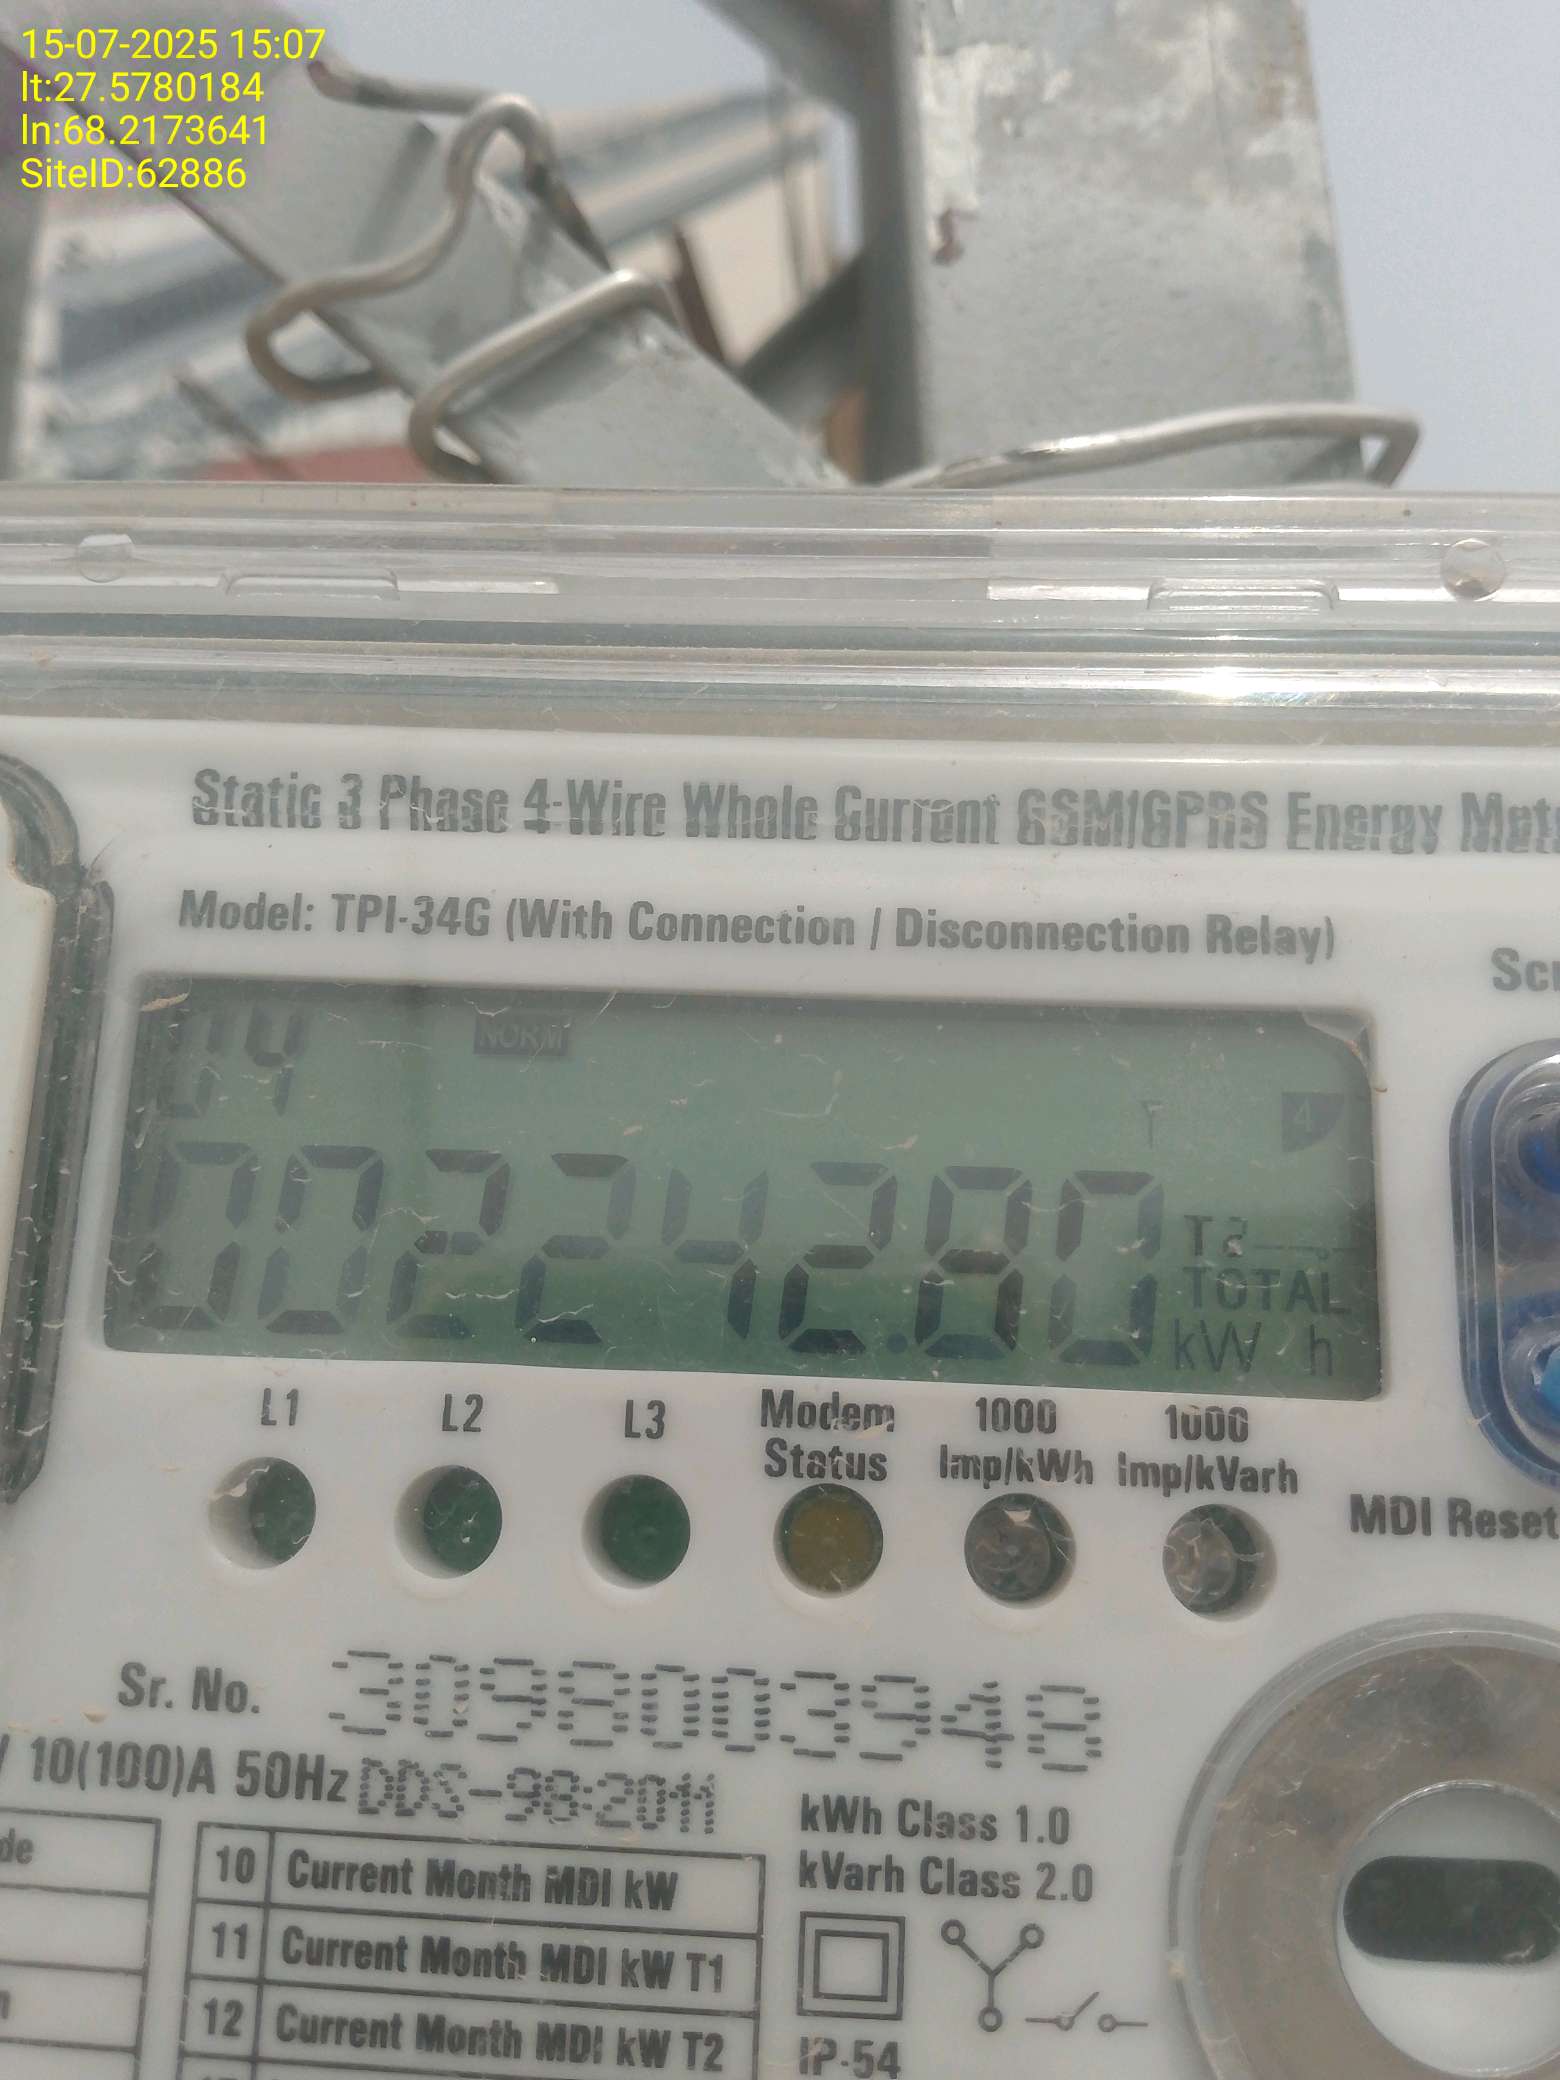 15-07-2025 15:07
lt:27.5780184
ln:68.2173641
SiteID:62886
Static 3 Phase 4-Wire Whole Current GSM/GPRS Energy
Model: TPI-34G (With Connection / Disconnection Relay)
04 NORM
T 4
002242.80 T2 TOTAL kW h
L1 L2 L3 Modem Status 1000 Imp/kWh 1000 Imp/kVarh
MDI Reset
Sr. No. 3098003948
10(100)A 50Hz DDS-98:20M
kWh Class 1.0
kVarh Class 2.0
10 Current Month MDI kW
11 Current Month MDI kW T1
12 Current Month MDI kW T2
IP-54